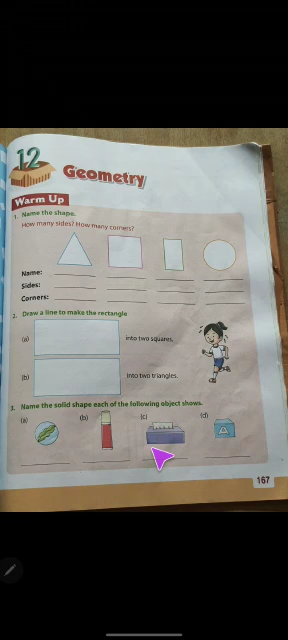 12
Geometry
Warm Up
1. Name the shape.
How many sides? How many corners?
Name:
Sides:
Corners:
2. Draw a line to make the rectangle
(a) into two squares.
(b) into two triangles.
3. Name the solid shape each of the following object shows.
(a) (b) (c) (d)
A
167